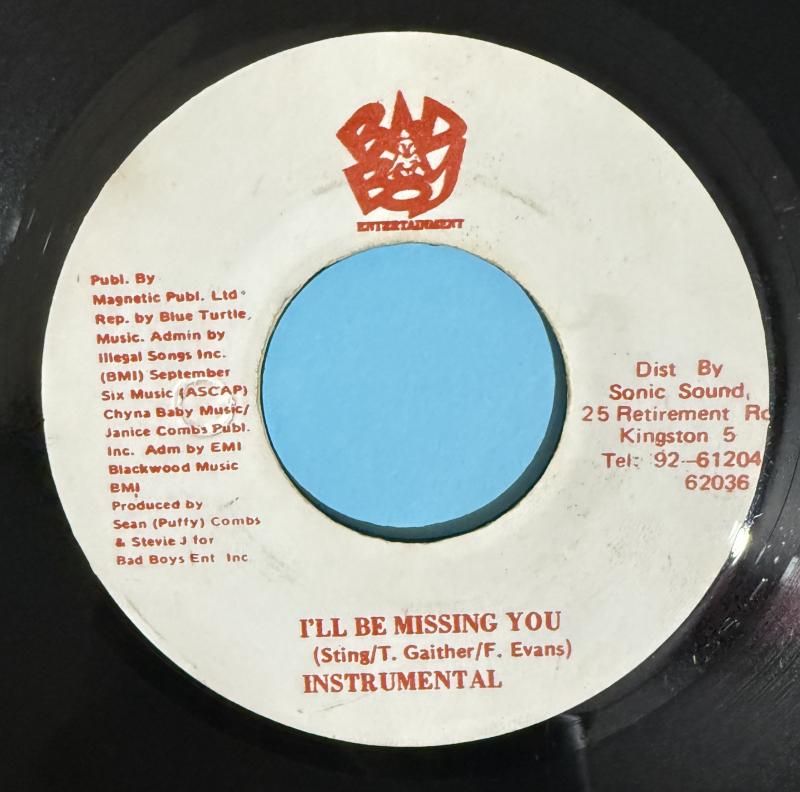 BAD
BOY
ENTERTAINMENT
Publ. By
Magnetic Publ. Ltd
Rep. by Blue Turtle,
Music. Admin by
Illegal Songs Inc.
(BMI) September
Six Music (ASCAP)
Chyna Baby Music/
Janice Combs Publ.
Inc. Adm by EMI
Blackwood Music
BMI
Produced by
Sean (Puffy) Combs
& Stevie J for
Bad Boys Ent Inc
Dist By
Sonic Sound,
25 Retirement Rd
Kingston 5
Tel: 92-61204
62036
I'LL BE MISSING YOU
(Sting/T. Gaither/F. Evans)
INSTRUMENTAL